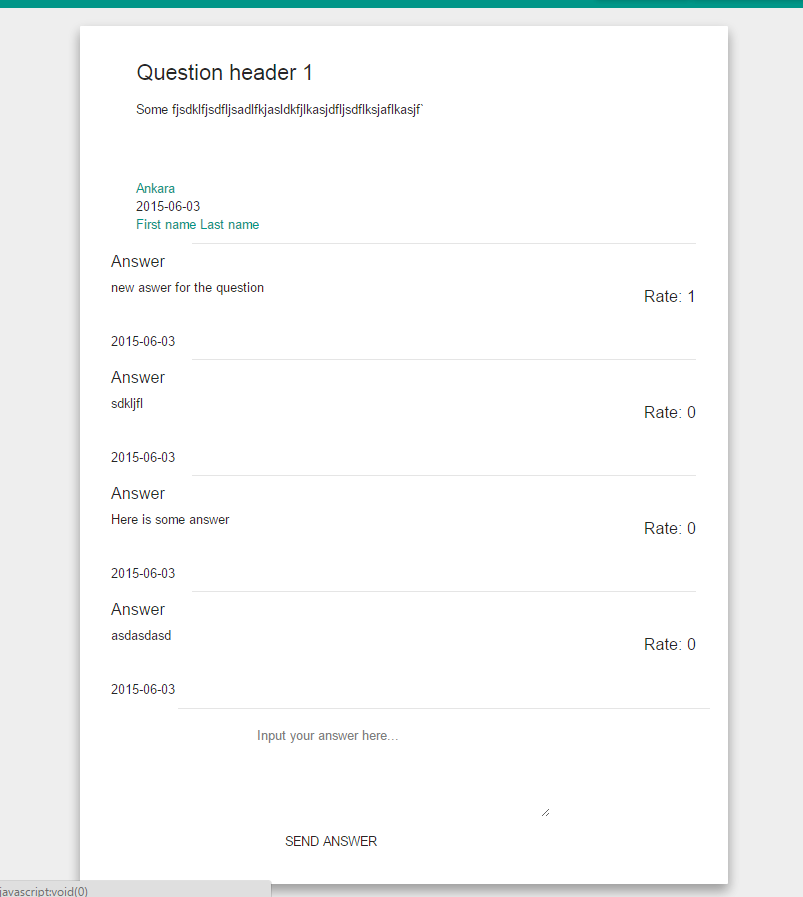 Question header 1
Some fjsdklfjsdfljsadlfkjasldkfjlkasjdfljsdflksjaflkasjf`
Ankara
2015-06-03
First name Last name
Answer
new aswer for the question
Rate: 1
2015-06-03
Answer
sdkljfl
Rate: 0
2015-06-03
Answer
Here is some answer
Rate: 0
2015-06-03
Answer
asdasdasd
Rate: 0
2015-06-03
Input your answer here...
SEND ANSWER
javascript:void(0)